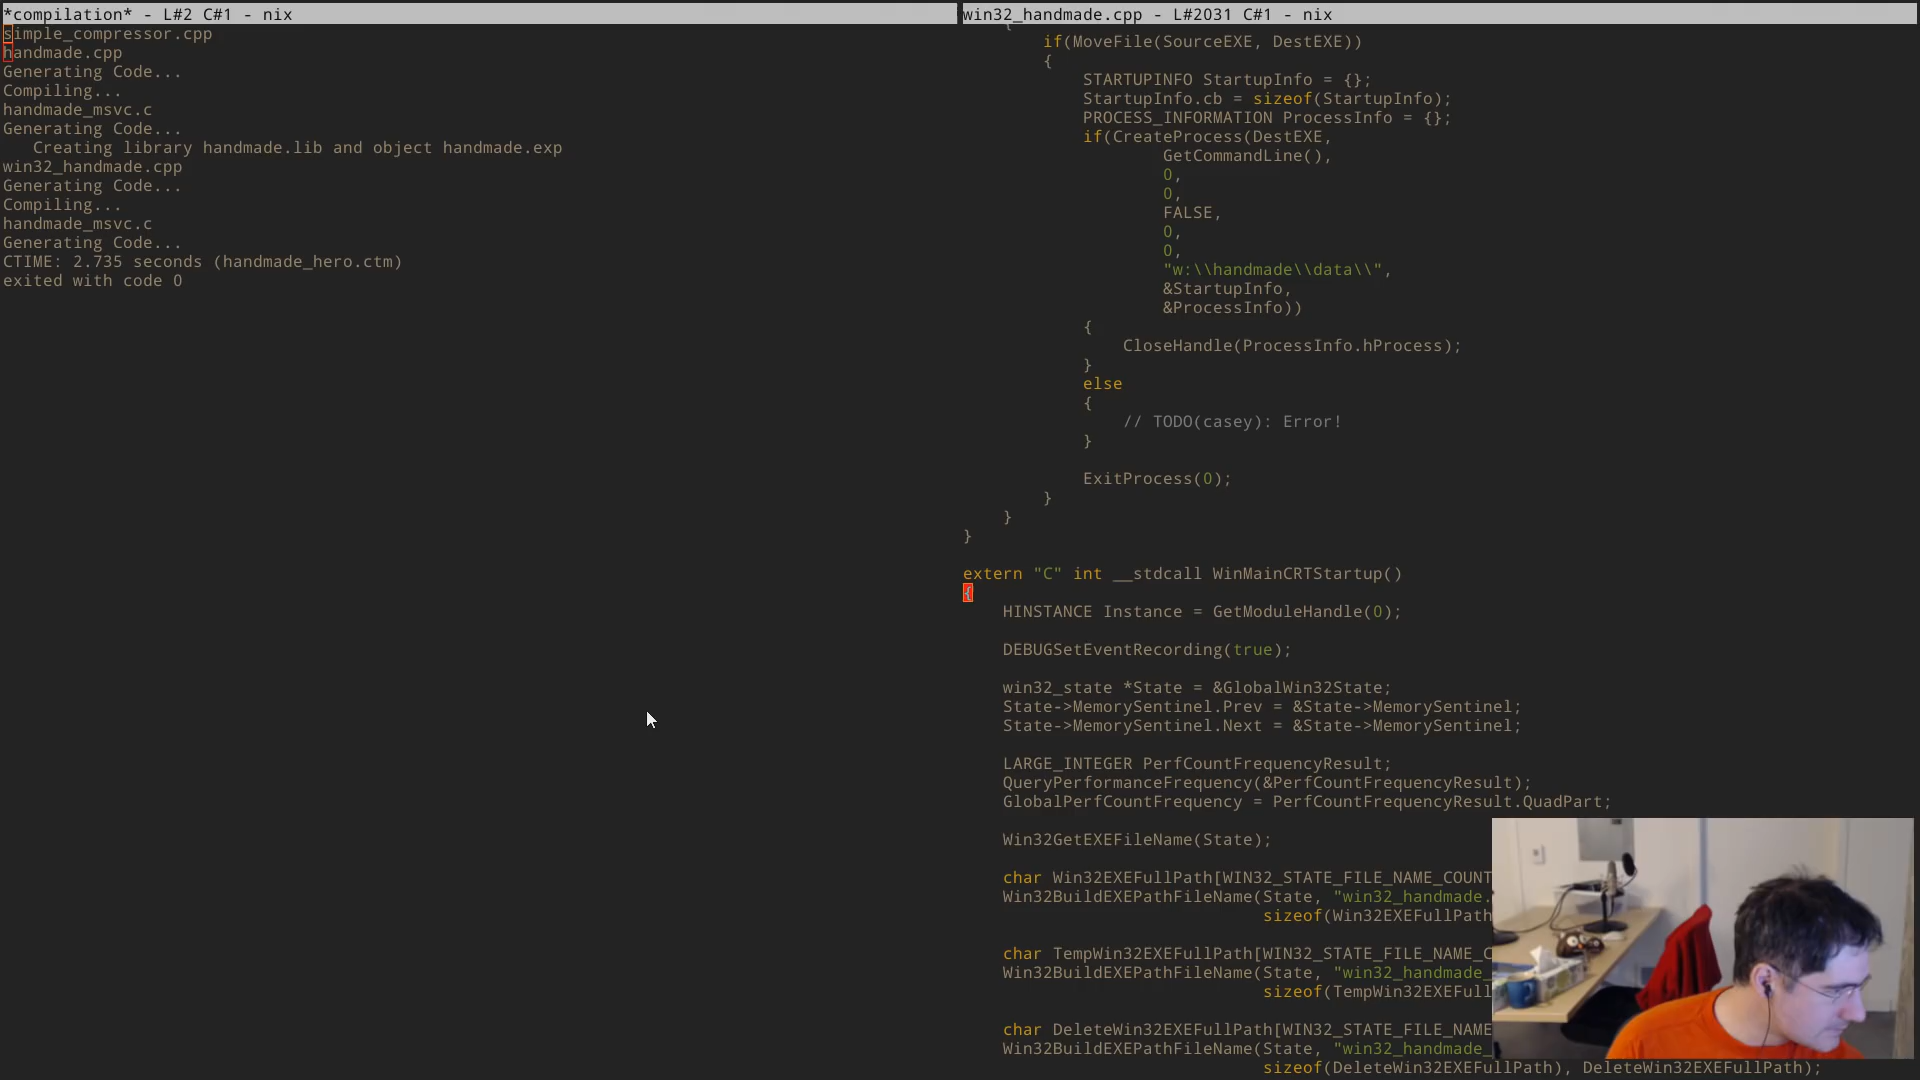 *compilation* - L#2 C#1 - nix
simple_compressor.cpp
handmade.cpp
Generating Code...
Compiling...
handmade_msvc.c
Generating Code...
   Creating library handmade.lib and object handmade.exp
win32_handmade.cpp
Generating Code...
Compiling...
handmade_msvc.c
Generating Code...
CTIME: 2.735 seconds (handmade_hero.ctm)
exited with code 0
win32_handmade.cpp - L#2031 C#1 - nix
    {
        if(MoveFile(SourceEXE, DestEXE))
        {
            STARTUPINFO StartupInfo = {};
            StartupInfo.cb = sizeof(StartupInfo);
            PROCESS_INFORMATION ProcessInfo = {};
            if(CreateProcess(DestEXE,
                    GetCommandLine(),
                    0,
                    0,
                    FALSE,
                    0,
                    0,
                    "w:\\handmade\\data\\",
                    &StartupInfo,
                    &ProcessInfo))
            {
                CloseHandle(ProcessInfo.hProcess);
            }
            else
            {
                // TODO(casey): Error!
            }
            ExitProcess(0);
        }
    }
}
extern "C" int __stdcall WinMainCRTStartup()
{
    HINSTANCE Instance = GetModuleHandle(0);
    DEBUGSetEventRecording(true);
    win32_state *State = &GlobalWin32State;
    State->MemorySentinel.Prev = &State->MemorySentinel;
    State->MemorySentinel.Next = &State->MemorySentinel;
    LARGE_INTEGER PerfCountFrequencyResult;
    QueryPerformanceFrequency(&PerfCountFrequencyResult);
    GlobalPerfCountFrequency = PerfCountFrequencyResult.QuadPart;
    Win32GetEXEFileName(State);
    char Win32EXEFullPath[WIN32_STATE_FILE_NAME_COUNT
    Win32BuildEXEPathFileName(State, "win32_handmade.
                              sizeof(Win32EXEFullPath
    char TempWin32EXEFullPath[WIN32_STATE_FILE_NAME_C
    Win32BuildEXEPathFileName(State, "win32_handmade_
                              sizeof(TempWin32EXEFull
    char DeleteWin32EXEFullPath[WIN32_STATE_FILE_NAME
    Win32BuildEXEPathFileName(State, "win32_handmade_
                              sizeof(DeleteWin32EXEFullPath), DeleteWin32EXEFullPath);